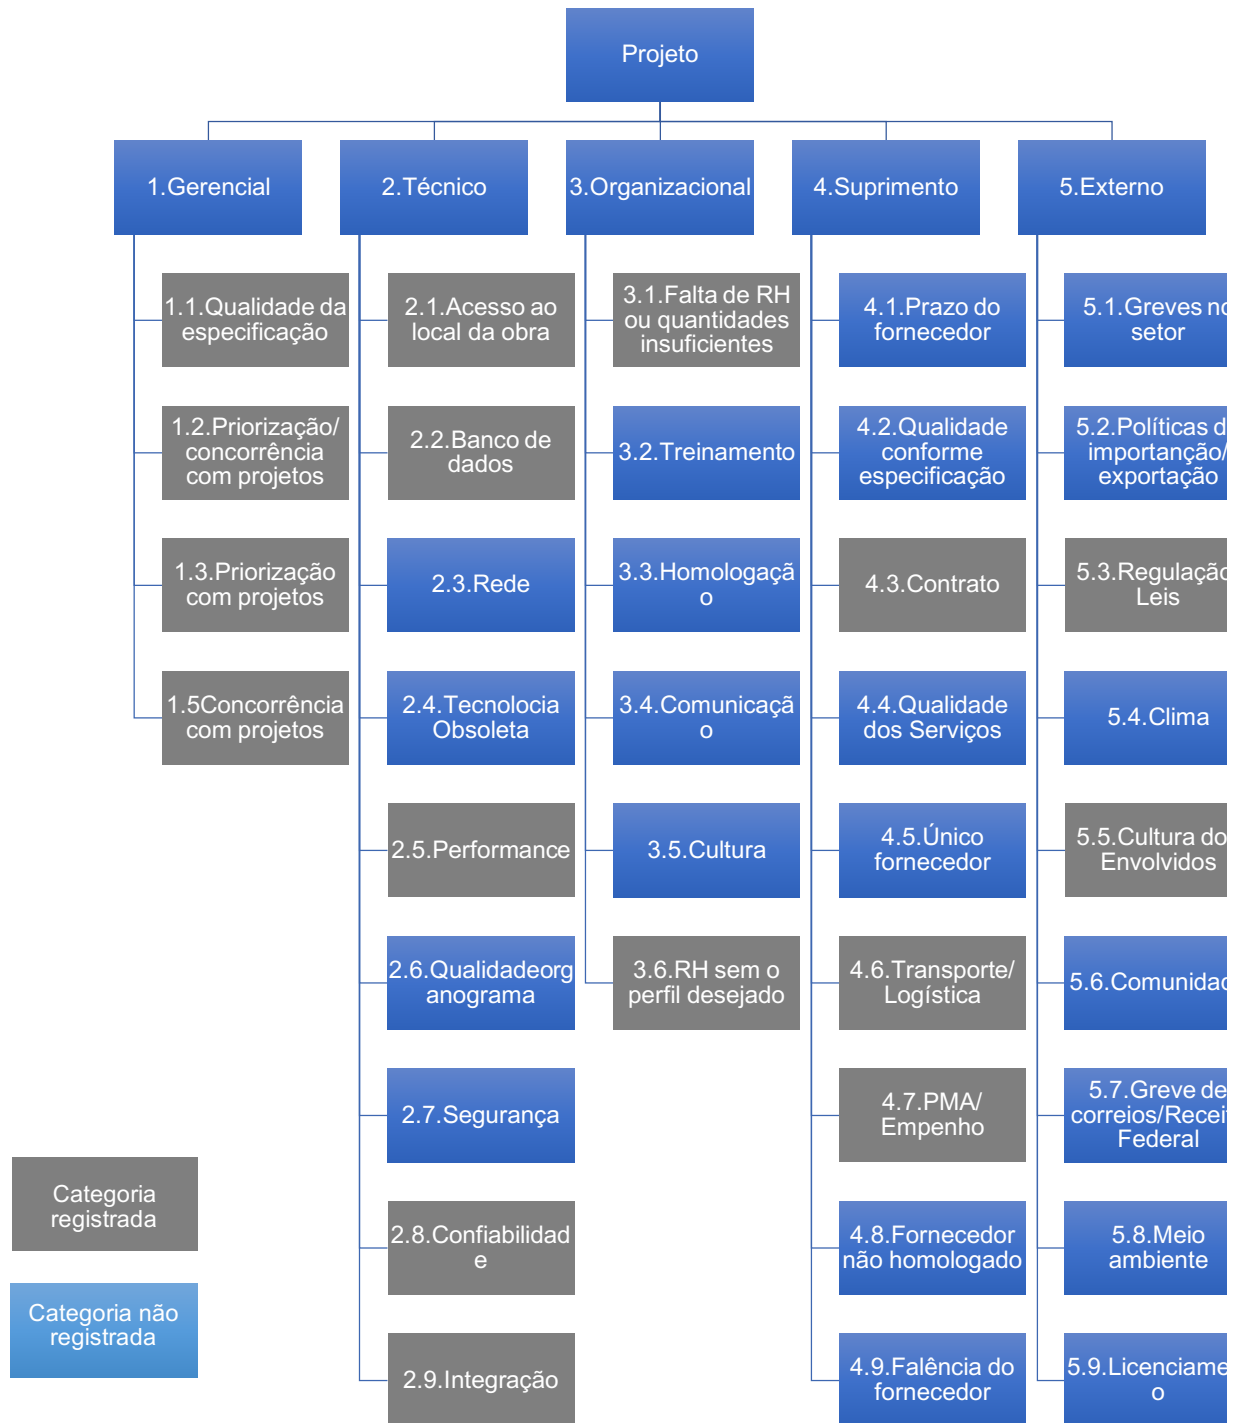 Projeto
1.Gerencial
2.Técnico
3.Organizacional
4.Suprimento
5.Externo
1.1.Qualidade da
especificação
2.1.Acesso ao
local da obra
3.1.Falta de RH
ou quantidades
insuficientes
4.1.Prazo do
fornecedor
5.1.Greves no
setor
1.2.Priorização/
concorrência
com projetos
2.2.Banco de
dados
3.2.Treinamento
4.2.Qualidade
conforme
especificação
5.2.Políticas d
importanção/
exportação
1.3.Priorização
com projetos
2.3.Rede
3.3.Homologaçã
o
4.3.Contrato
5.3.Regulação
Leis
1.5Concorrência
com projetos
2.4.Tecnolocia
Obsoleta
3.4.Comunicaçã
o
4.4.Qualidade
dos Serviços
5.4.Clima
2.5.Performance
3.5.Cultura
4.5.Único
fornecedor
5.5.Cultura do
Envolvidos
2.6.Qualidadeorg
anograma
3.6.RH sem o
perfil desejado
4.6.Transporte/
Logística
5.6.Comunidad
2.7.Segurança
4.7.PMA/
Empenho
5.7.Greve de
correios/Recei
Federal
Categoria
registrada
2.8.Confiabilidad
e
4.8.Fornecedor
não homologado
5.8.Meio
ambiente
Categoria não
registrada
2.9.Integração
4.9.Falência do
fornecedor
5.9.Licenciame
o